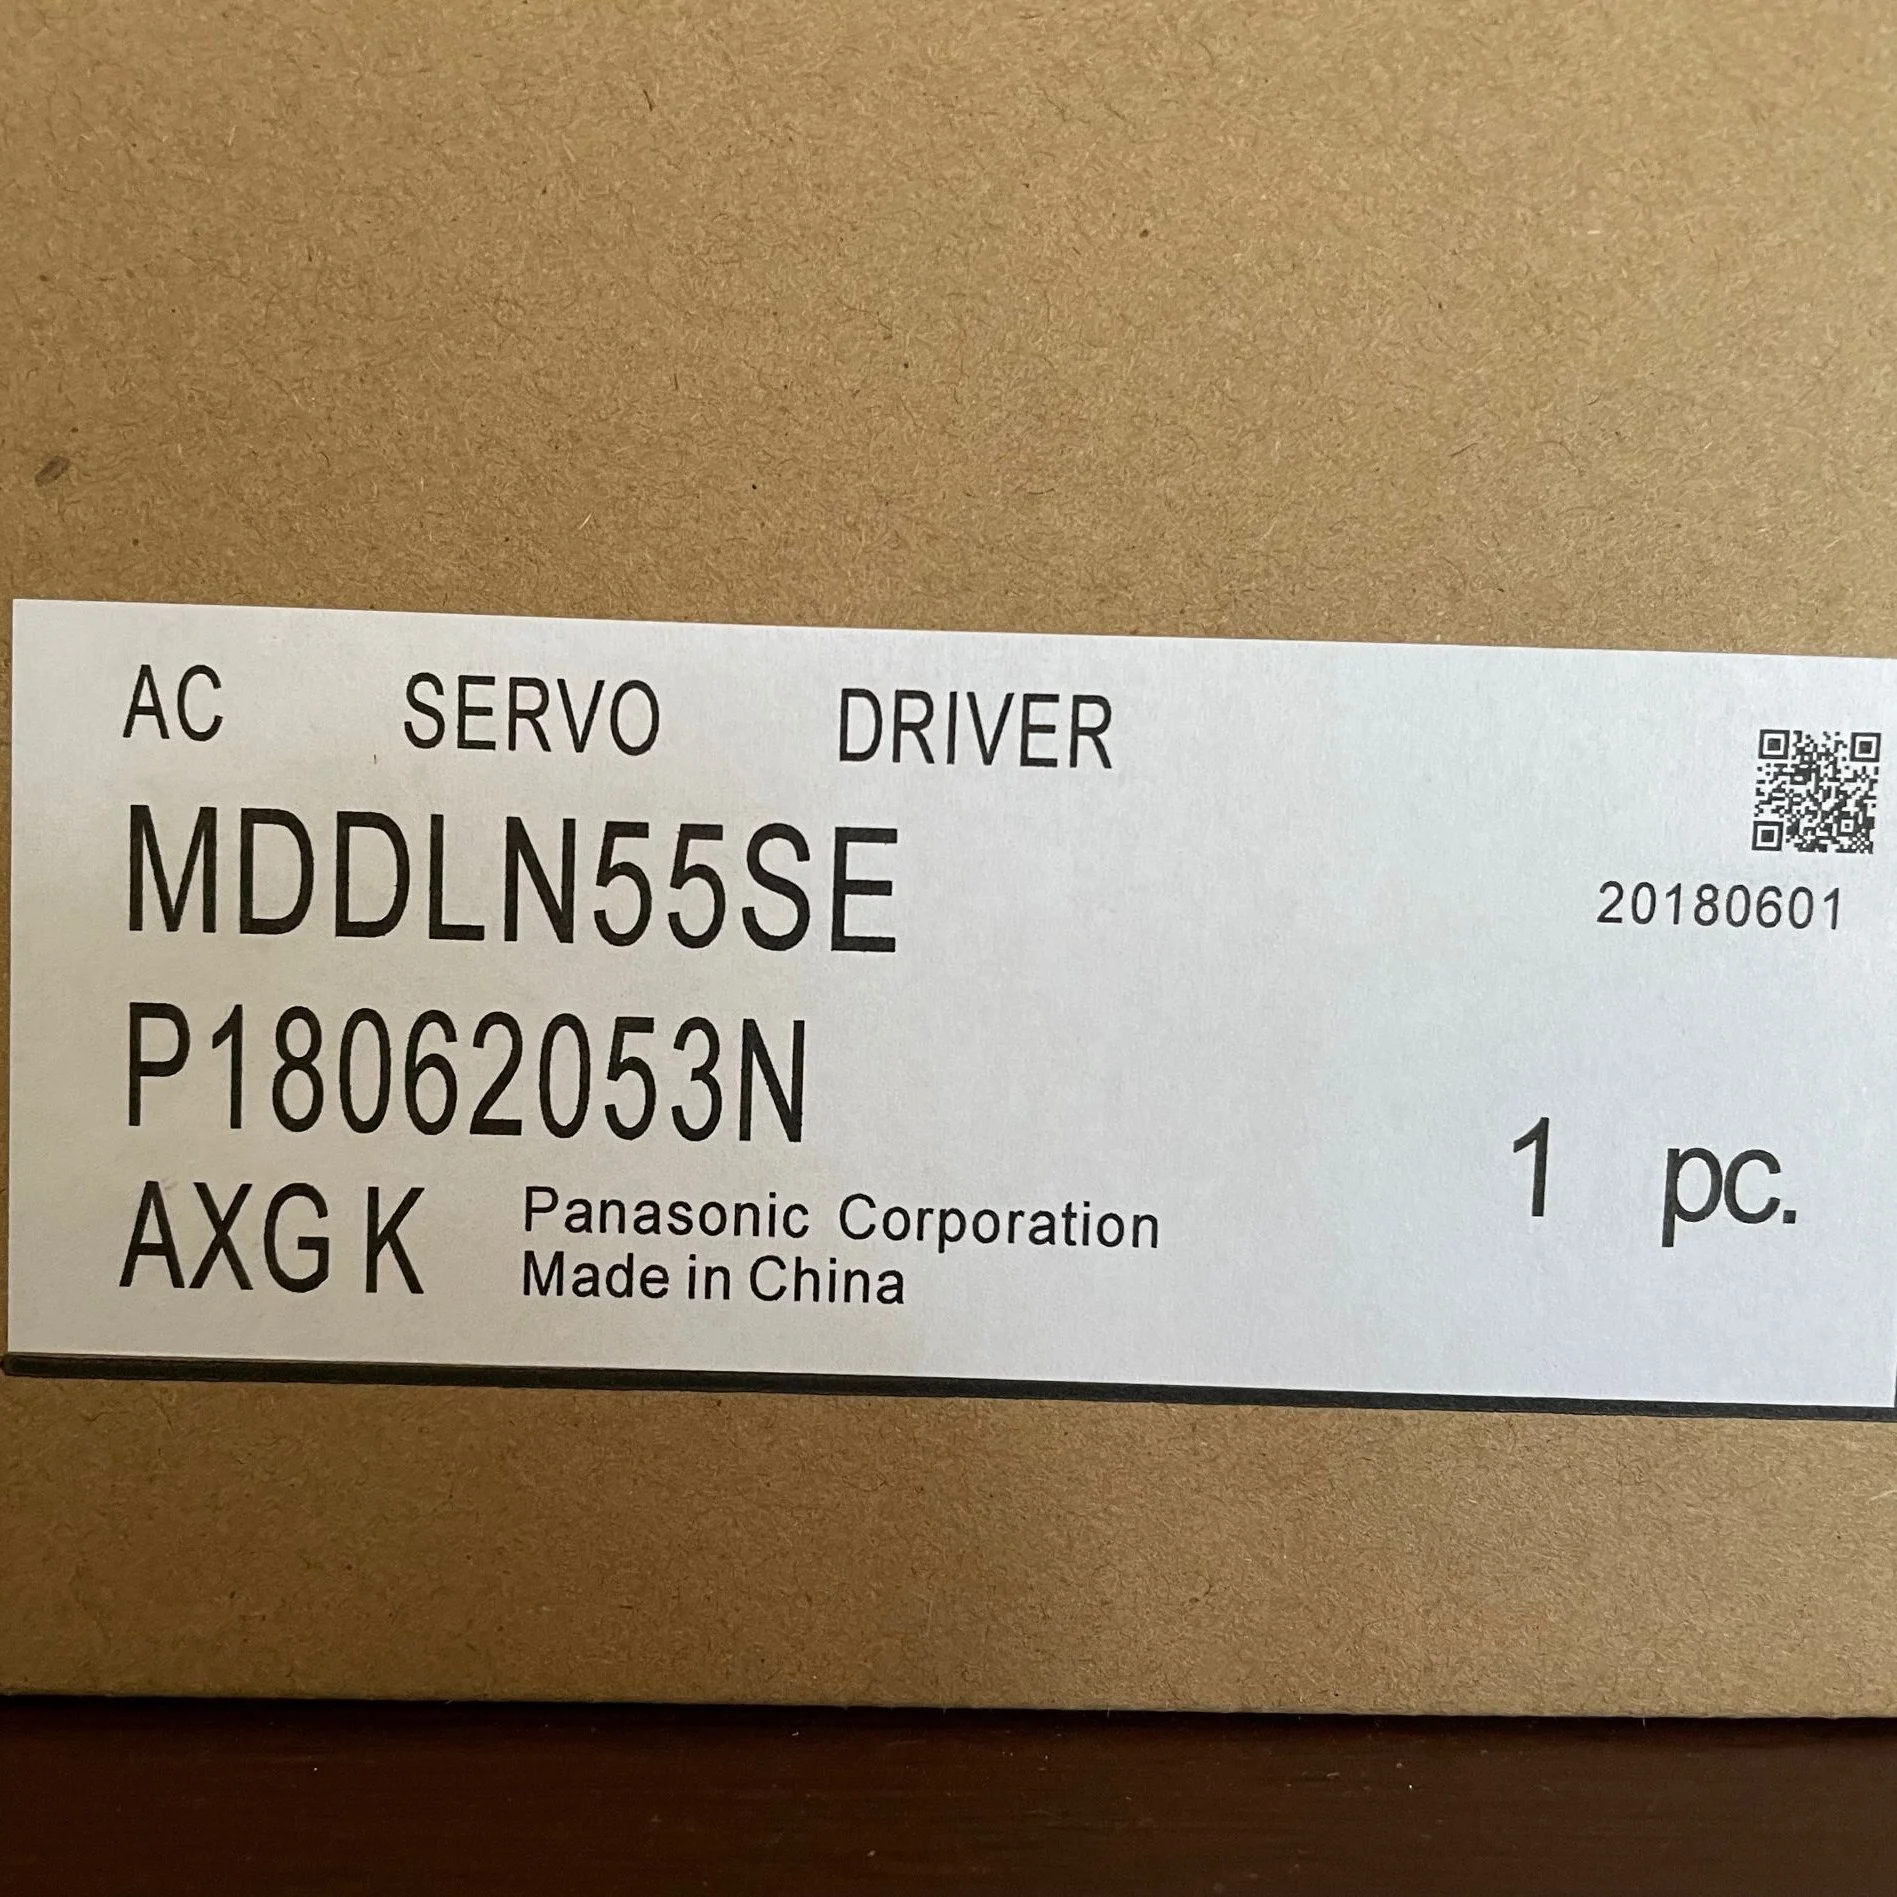 AC SERVO DRIVER
MDDLN55SE
20180601
P18062053N
1 pc.
AXG K
Panasonic Corporation
Made in China